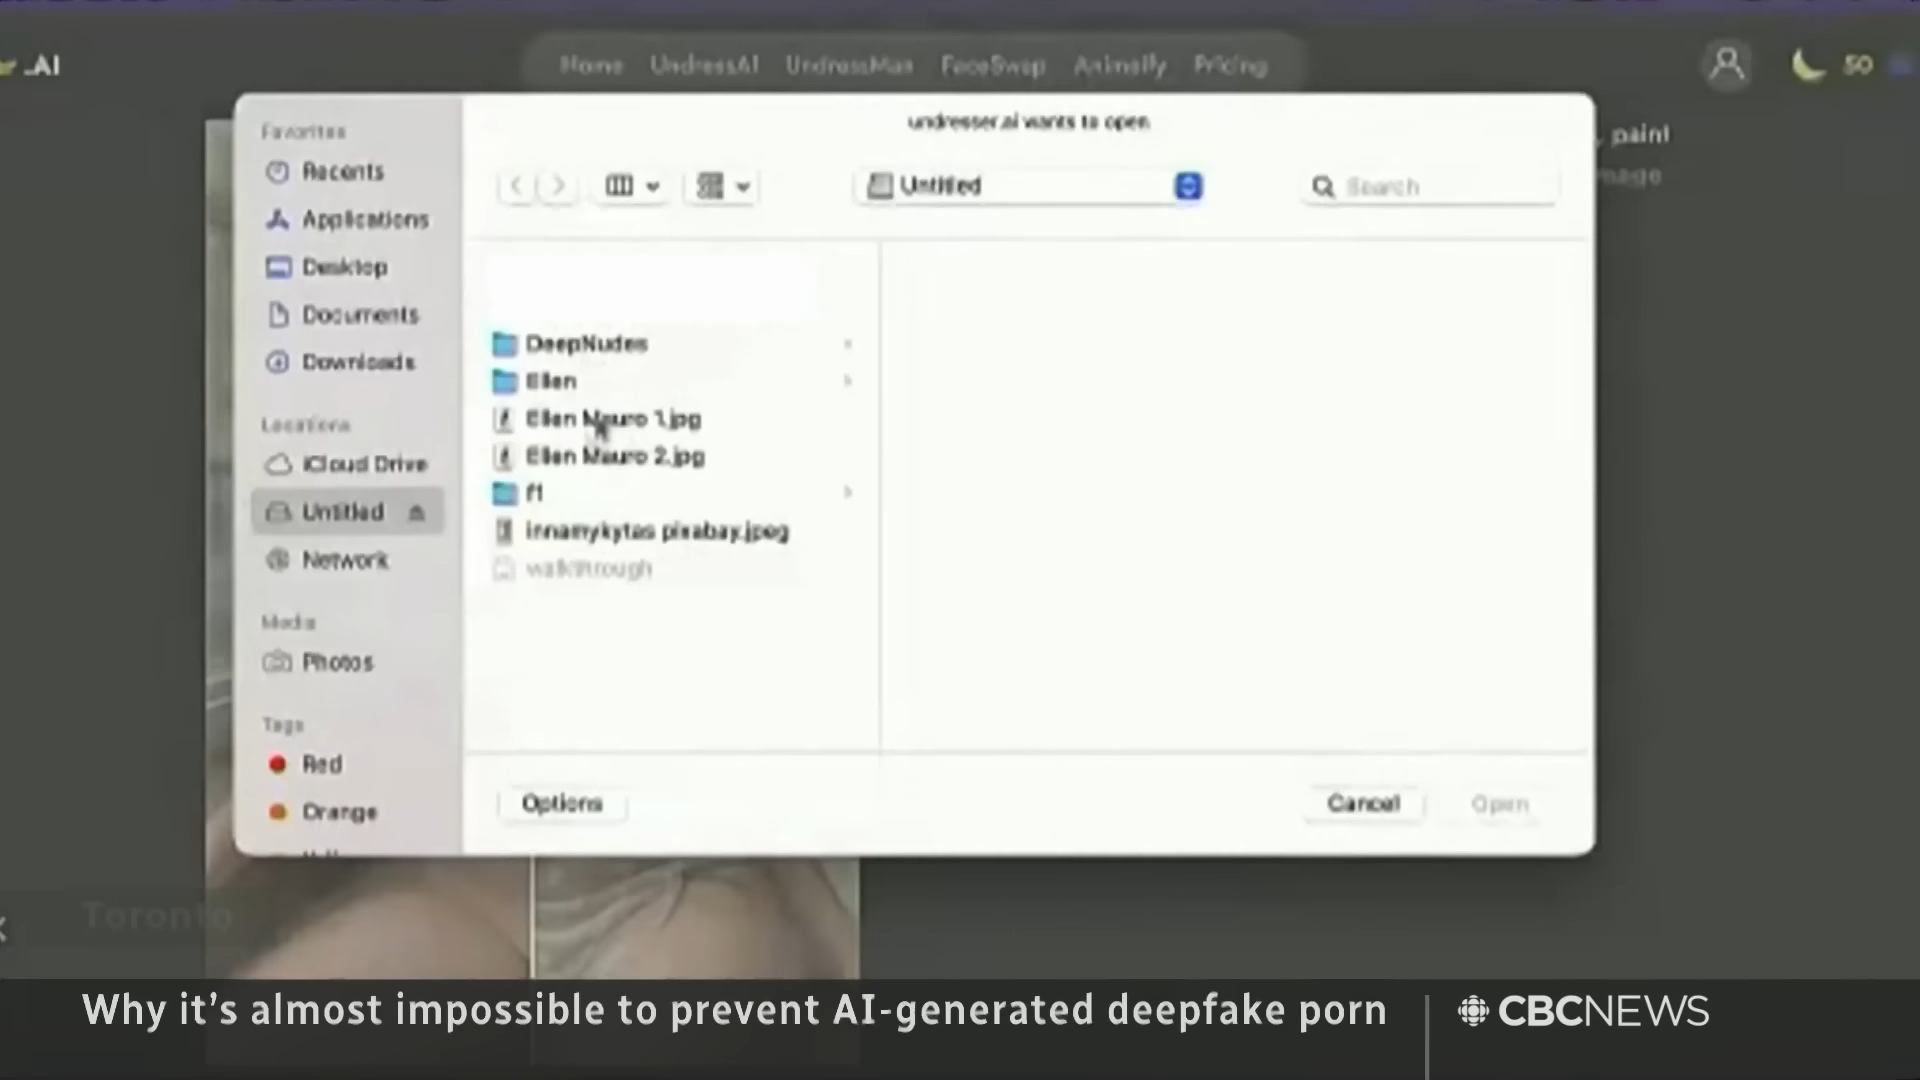 .AI
Home UndressAI UndressMan FaceSwap Animally Pricing
50
, paint
mage
undresser.ai wants to open
Favorites
Recents
Applications
Desktop
Documents
Downloads
Locations
iCloud Drive
Untitled
Network
Media
Photos
Tags
Red
Orange
Untitled
Search
DeepNudes
Ellen
Ellen Mauro 1.jpg
Ellen Mauro 2.jpg
f1
innamykytas pixabay.jpeg
walkthrough
Options
Cancel Open
Toronto
Why it's almost impossible to prevent AI-generated deepfake porn
CBCNEWS